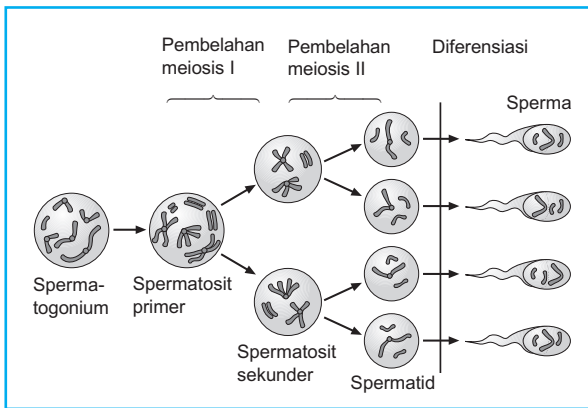 Pembelahan
meiosis I
Pembelahan
meiosis II
Diferensiasi
Sperma
Sperma-
togonium
Spermatosit
primer
Spermatosit
sekunder
Spermatid